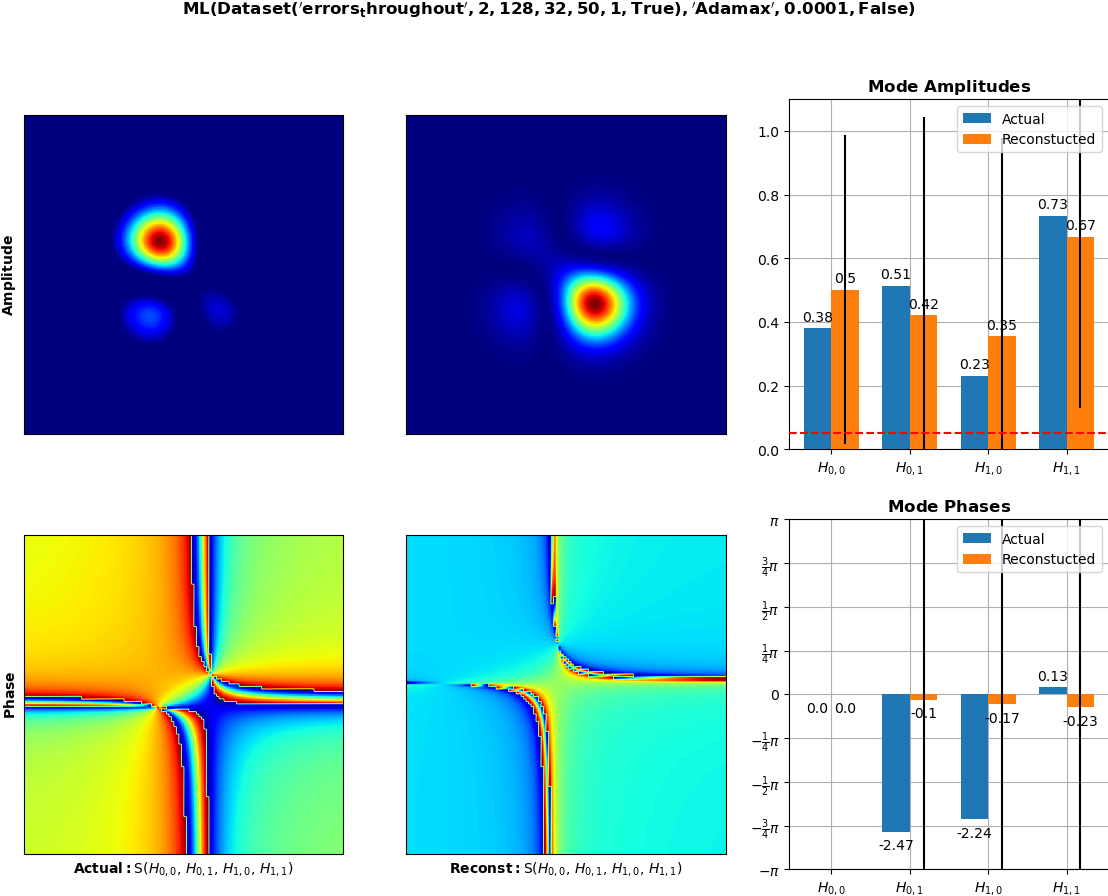 ML(Dataset('errors_throughout', 2, 128, 32, 50, 1, True), 'Adamax', 0.0001, False)
Amplitude
Mode Amplitudes
Actual
Reconstucted
1.0
0.8
0.6
0.4
0.2
0.0
0.38
0.5
0.51
0.42
0.23
0.35
0.73
0.67
H0,0
H0,1
H1,0
H1,1
Phase
Actual: S(H0,0, H0,1, H1,0, H1,1)
Reconst: S(H0,0, H0,1, H1,0, H1,1)
Mode Phases
Actual
Reconstucted
π
3/4π
1/2π
1/4π
0
−1/4π
−1/2π
−3/4π
−π
0.0
0.0
-2.47
-0.1
-2.24
-0.17
0.13
-0.23
H0,0
H0,1
H1,0
H1,1